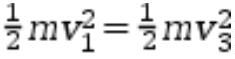 ½mv₁² = ½mv₃²